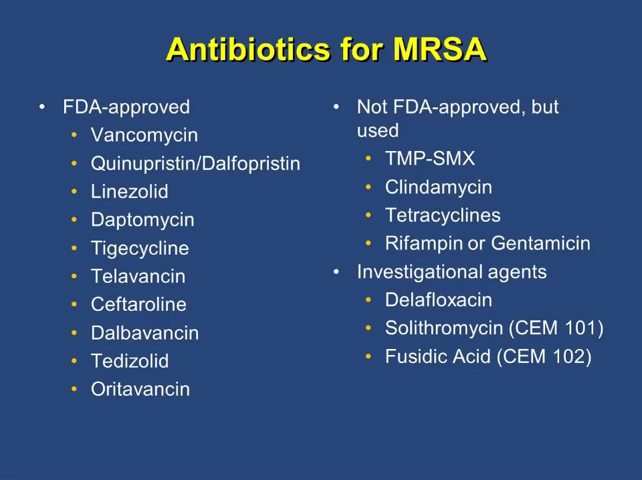 Antibiotics for MRSA
• FDA-approved
• Vancomycin
• Quinupristin/Dalfopristin
• Linezolid
• Daptomycin
• Tigecycline
• Telavancin
• Ceftaroline
• Dalbavancin
• Tedizolid
• Oritavancin
• Not FDA-approved, but
used
• TMP-SMX
• Clindamycin
• Tetracyclines
• Rifampin or Gentamicin
• Investigational agents
• Delafloxacin
• Solithromycin (CEM 101)
• Fusidic Acid (CEM 102)